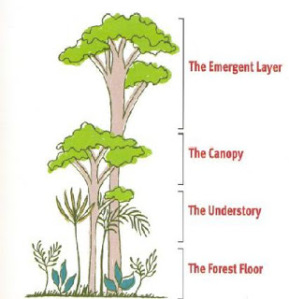 The Emergent Layer
The Canopy
The Understory
The Forest Floor